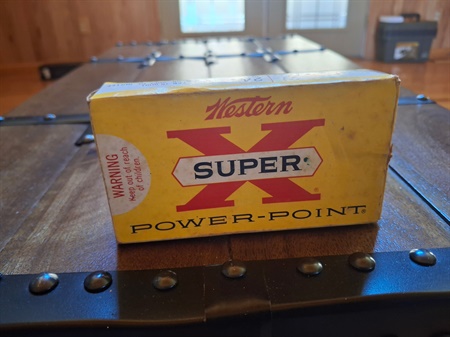 Western
X
SUPER
POWER-POINT®
WARNING
Keep out of reach
of children.